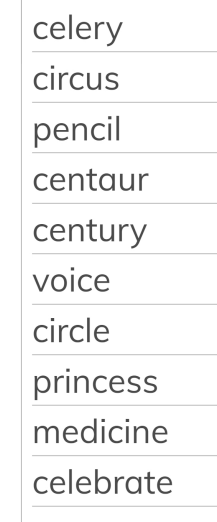 celery
circus
pencil
centaur
century
voice
circle
princess
medicine
celebrate